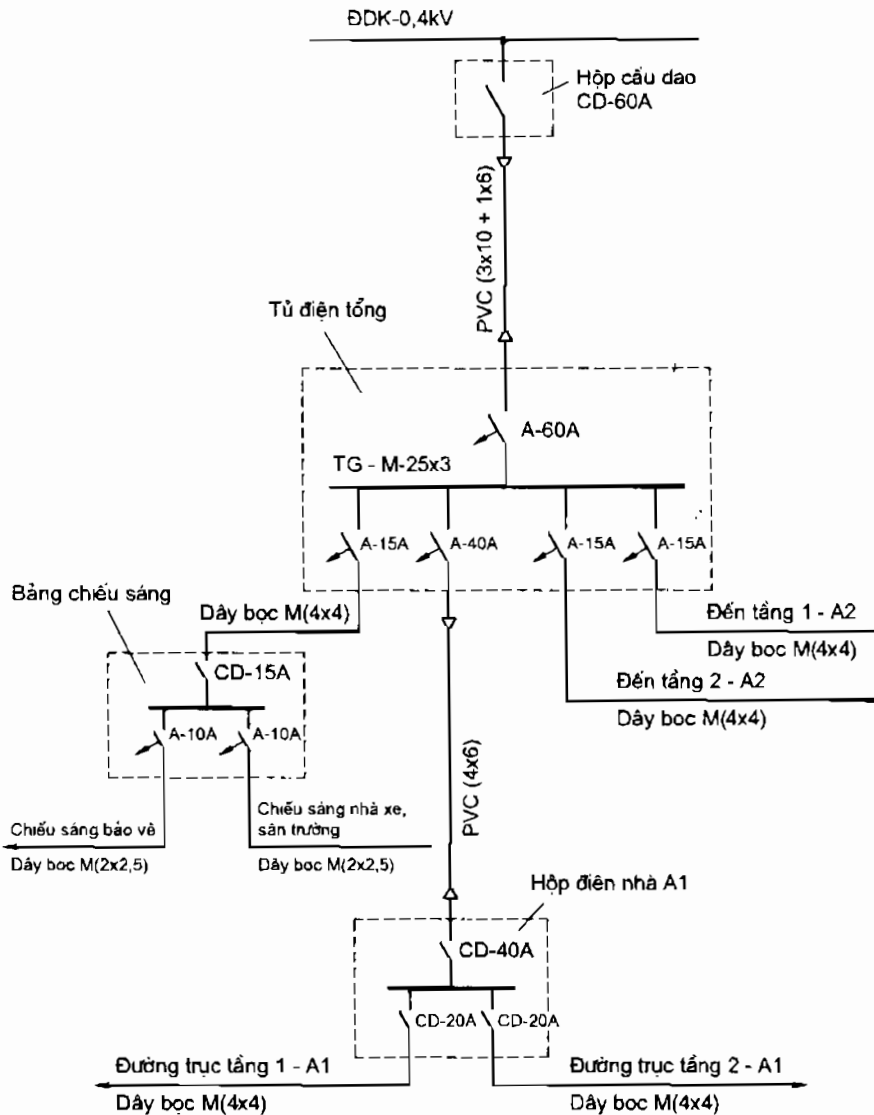 ĐDK-0,4kV
Hộp cầu dao
CD-60A
PVC (3x10 + 1x6)
Tủ điện tổng
A-60A
TG - M-25x3
A-15A
A-40A
A-15A
A-15A
Bảng chiếu sáng
Dây bọc M(4x4)
Đến tầng 1 - A2
Dây boc M(4x4)
CD-15A
Đến tầng 2 - A2
Dây boc M(4x4)
A-10A
A-10A
PVC (4x6)
Chiếu sáng bảo vê
Dây boc M(2x2,5)
Chiếu sáng nhà xe,
sân trường
Dây boc M(2x2,5)
Hộp điên nhà A1
CD-40A
CD-20A
CD-20A
Đường trục tầng 1 - A1
Dây bọc M(4x4)
Đường trục tầng 2 - A1
Dây bọc M(4x4)